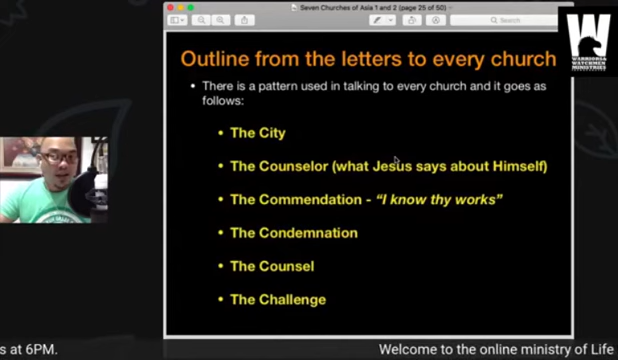 Seven Churches of Asia 1 and 2 (page 25 of 50)
Search
W
WARRIORS & WATCHMEN MINISTRIES
Outline from the letters to every church
• There is a pattern used in talking to every church and it goes as
follows:
• The City
• The Counselor (what Jesus says about Himself)
• The Commendation - “I know thy works”
• The Condemnation
• The Counsel
• The Challenge
s at 6PM.
Welcome to the online ministry of Life